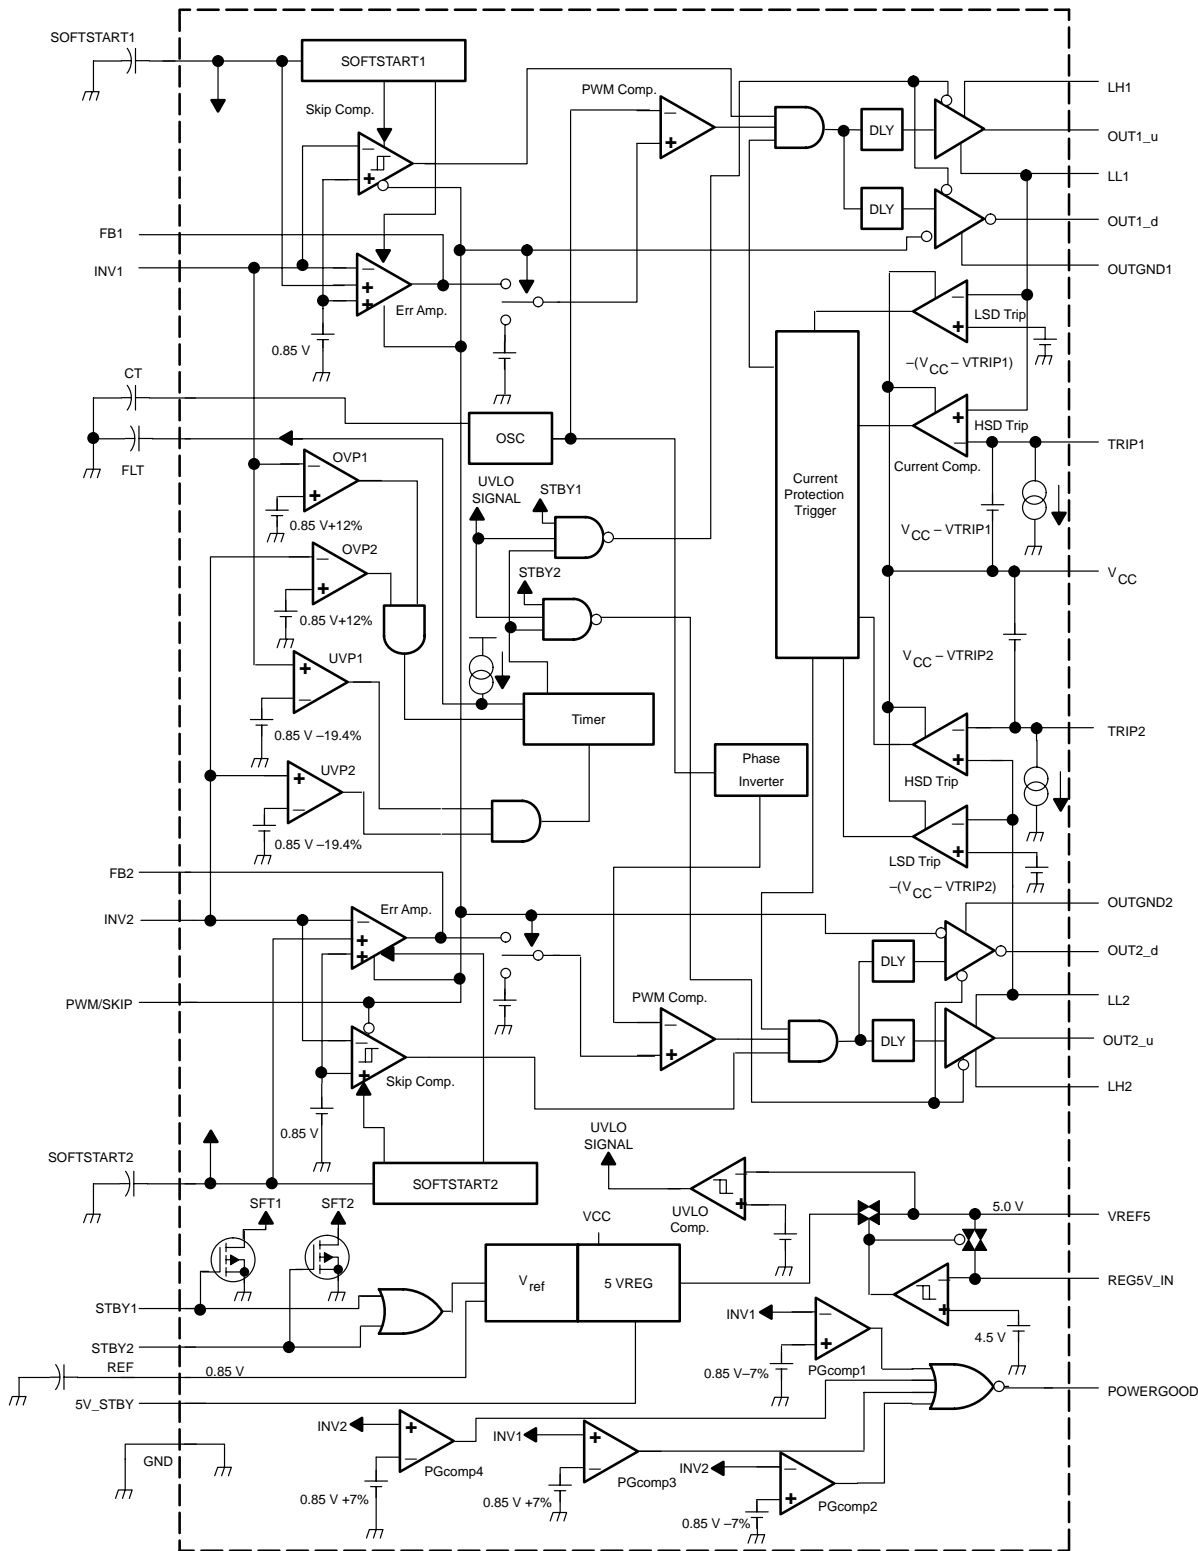 SOFTSTART1
SOFTSTART1
Skip Comp.
PWM Comp.
LH1
DLY
OUT1_u
LL1
DLY
OUT1_d
FB1
INV1
OUTGND1
Err Amp.
LSD Trip
0.85 V
–(VCC – VTRIP1)
CT
HSD Trip
OSC
TRIP1
FLT
OVP1
Current Comp.
UVLO
SIGNAL
STBY1
Current
Protection
Trigger
0.85 V+12%
VCC – VTRIP1
OVP2
STBY2
VCC
0.85 V+12%
UVP1
VCC – VTRIP2
Timer
TRIP2
0.85 V –19.4%
Phase
Inverter
UVP2
HSD Trip
0.85 V –19.4%
LSD Trip
FB2
–(VCC – VTRIP2)
Err Amp.
OUTGND2
INV2
OUT2_d
DLY
PWM/SKIP
PWM Comp.
LL2
DLY
OUT2_u
Skip Comp.
LH2
0.85 V
UVLO
SIGNAL
SOFTSTART2
SOFTSTART2
SFT1
SFT2
UVLO
Comp.
5.0 V
VREF5
VCC
Vref
5 VREG
REG5V_IN
STBY1
INV1
4.5 V
STBY2
REF
0.85 V
0.85 V–7%
PGcomp1
POWERGOOD
5V_STBY
INV2
INV1
GND
PGcomp4
INV2
PGcomp3
0.85 V +7%
0.85 V +7%
PGcomp2
0.85 V –7%